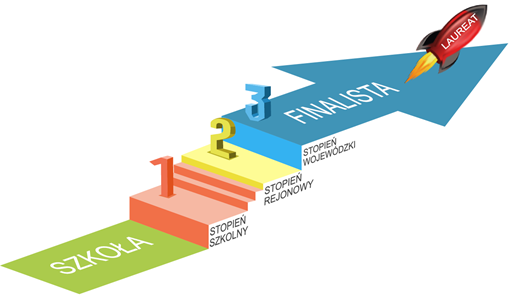 SZKOŁA
1
STOPIEŃ
SZKOLNY
2
STOPIEŃ
REJONOWY
3
STOPIEŃ
WOJEWÓDZKI
FINALISTA
LAUREAT